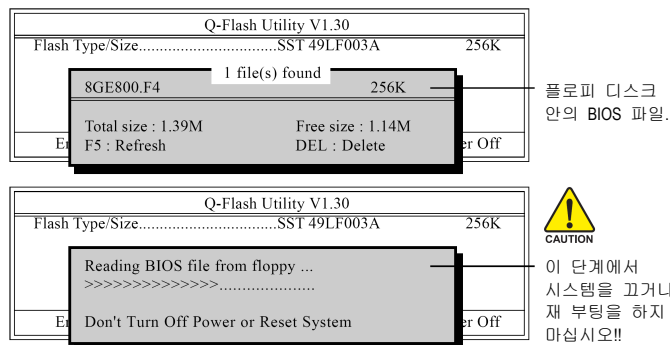 Q-Flash Utility V1.30
Flash Type/Size.................................SST 49LF003A 256K
1 file(s) found
8GE800.F4 256K
Total size : 1.39M Free size : 1.14M
F5 : Refresh DEL : Delete
er Off
플로피 디스크
안의 BIOS 파일.
Q-Flash Utility V1.30
Flash Type/Size.................................SST 49LF003A 256K
Reading BIOS file from floppy ...
>>>>>>>>>>>>>>.....................
Don't Turn Off Power or Reset System
er Off
CAUTION
이 단계에서
시스템을 끄거나
재 부팅을 하지
마십시오!!